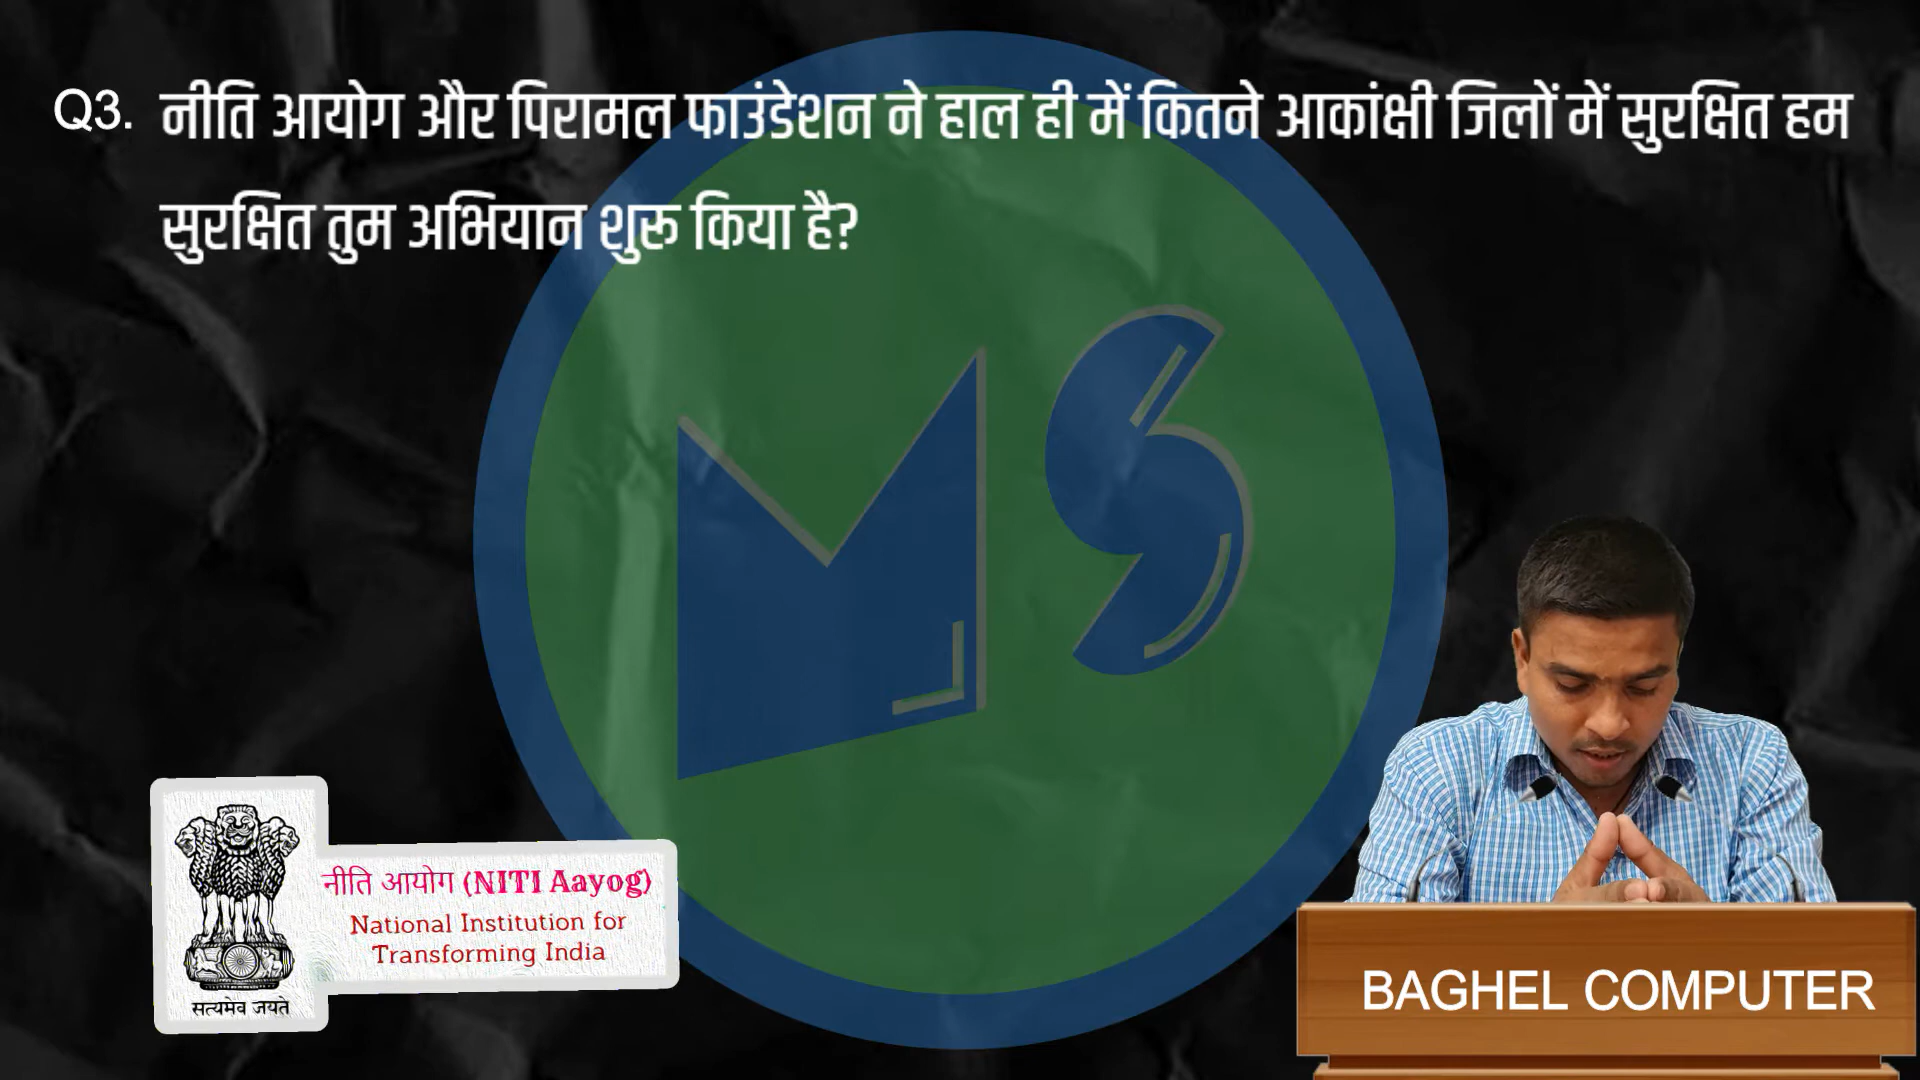 Q3. नीति आयोग और पिरामल फाउंडेशन ने हाल ही में कितने आकांक्षी जिलों में सुरक्षित हम
सुरक्षित तुम अभियान शुरू किया है?
MS
नीति आयोग (NITI Aayog)
National Institution for
Transforming India
सत्यमेव जयते
BAGHEL COMPUTER